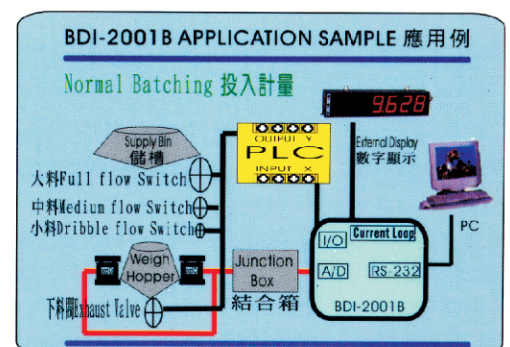 BDI-2001B APPLICATION SAMPLE 應用例
Normal Batching 投入計量
9.628
Supply Bin
儲槽
OUTPUT Y
PLC
INPUT X
External Display
數字顯示
大料Full flow Switch
中料Medium flow Switch
小料Dribble flow Switch
PC
Weigh
Hopper
Junction
Box
結合箱
I/O
Current Loop
A/D
RS-232
BDI-2001B
下料閥Exhaust Valve